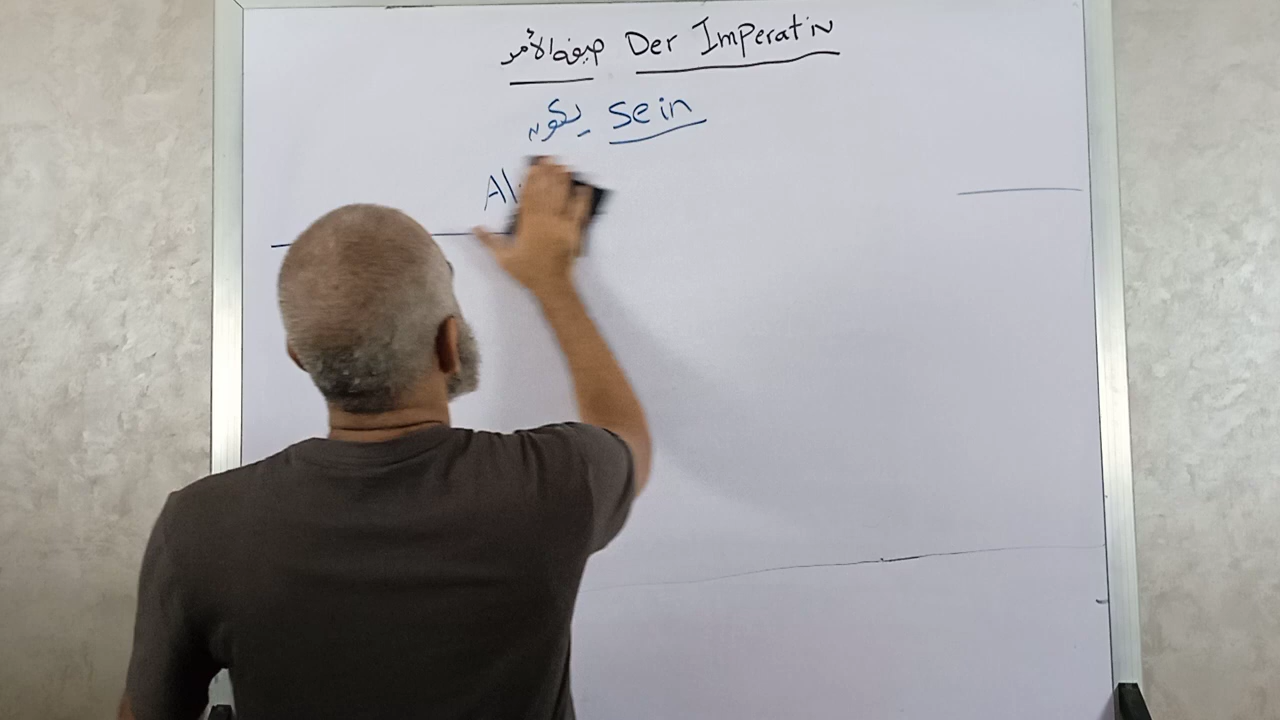 Der Imperativ صيغة الأمر
sein يكون
Al